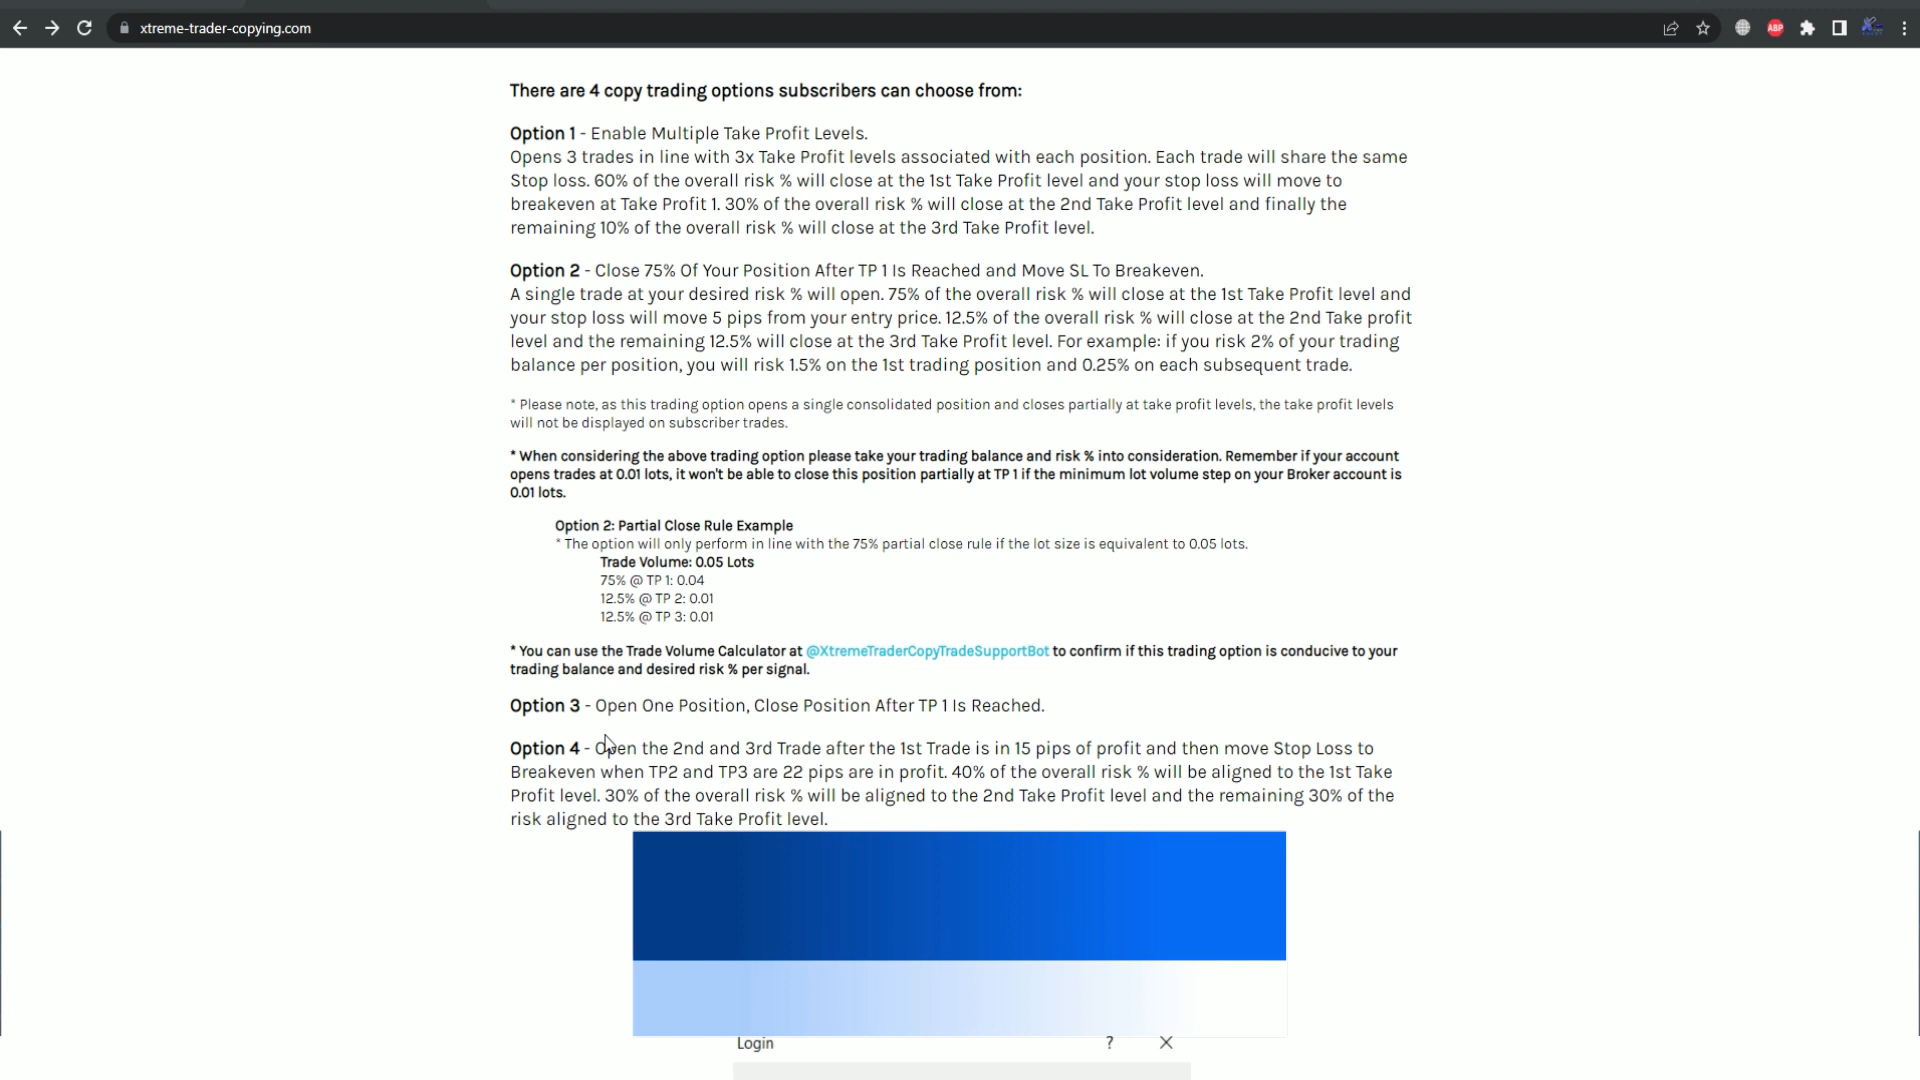 xtreme-trader-copying.com
ABP
There are 4 copy trading options subscribers can choose from:
Option 1 - Enable Multiple Take Profit Levels.
Opens 3 trades in line with 3x Take Profit levels associated with each position. Each trade will share the same
Stop loss. 60% of the overall risk % will close at the 1st Take Profit level and your stop loss will move to
breakeven at Take Profit 1. 30% of the overall risk % will close at the 2nd Take Profit level and finally the
remaining 10% of the overall risk % will close at the 3rd Take Profit level.
Option 2 - Close 75% Of Your Position After TP 1 Is Reached and Move SL To Breakeven.
A single trade at your desired risk % will open. 75% of the overall risk % will close at the 1st Take Profit level and
your stop loss will move 5 pips from your entry price. 12.5% of the overall risk % will close at the 2nd Take profit
level and the remaining 12.5% will close at the 3rd Take Profit level. For example: if you risk 2% of your trading
balance per position, you will risk 1.5% on the 1st trading position and 0.25% on each subsequent trade.
* Please note, as this trading option opens a single consolidated position and closes partially at take profit levels, the take profit levels
will not be displayed on subscriber trades.
* When considering the above trading option please take your trading balance and risk % into consideration. Remember if your account
opens trades at 0.01 lots, it won't be able to close this position partially at TP 1 if the minimum lot volume step on your Broker account is
0.01 lots.
Option 2: Partial Close Rule Example
* The option will only perform in line with the 75% partial close rule if the lot size is equivalent to 0.05 lots.
Trade Volume: 0.05 Lots
75% @ TP 1: 0.04
12.5% @ TP 2: 0.01
12.5% @ TP 3: 0.01
* You can use the Trade Volume Calculator at @XtremeTraderCopyTradeSupportBot to confirm if this trading option is conducive to your
trading balance and desired risk % per signal.
Option 3 - Open One Position, Close Position After TP 1 Is Reached.
Option 4 - Open the 2nd and 3rd Trade after the 1st Trade is in 15 pips of profit and then move Stop Loss to
Breakeven when TP2 and TP3 are 22 pips are in profit. 40% of the overall risk % will be aligned to the 1st Take
Profit level. 30% of the overall risk % will be aligned to the 2nd Take Profit level and the remaining 30% of the
risk aligned to the 3rd Take Profit level.
Login ?